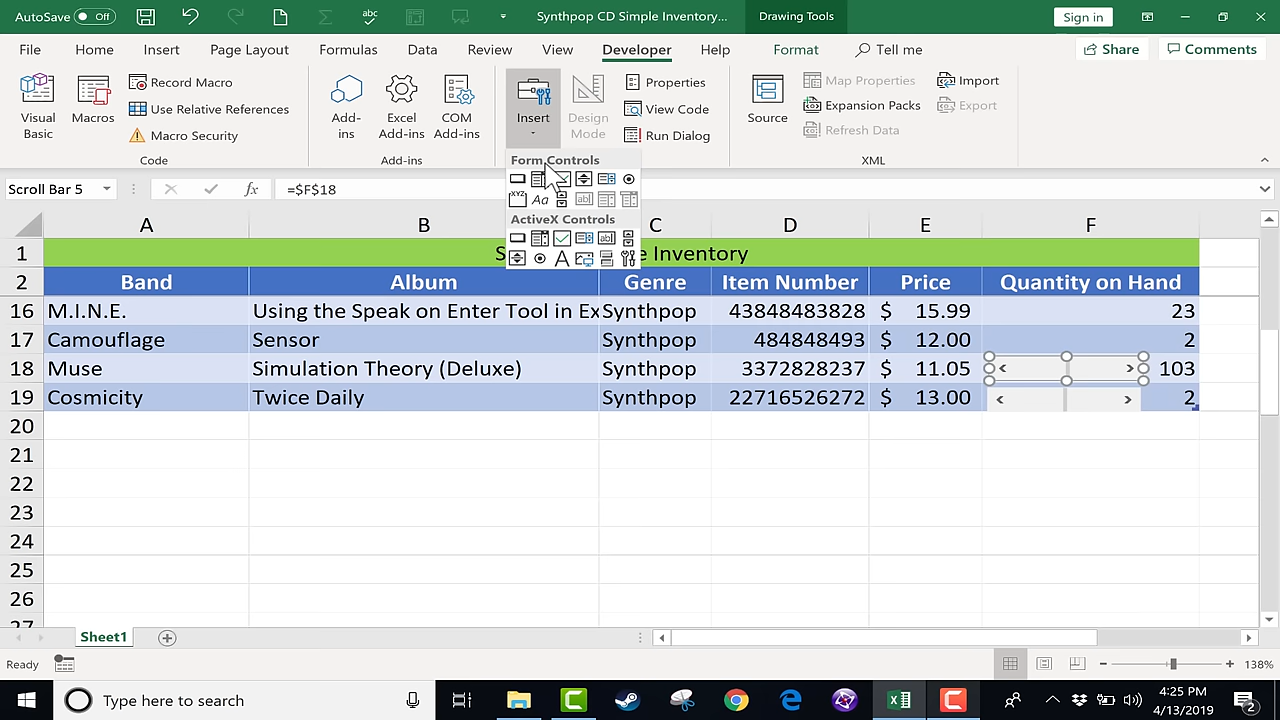 AutoSave Off Synthpop CD Simple Inventory... Drawing Tools Sign in
File Home Insert Page Layout Formulas Data Review View Developer Help Format Tell me Share Comments
Visual Basic
Macros
Record Macro
Use Relative References
Macro Security
Code
Add-ins
Excel Add-ins
COM Add-ins
Add-ins
Insert
Design Mode
Properties
View Code
Run Dialog
Source
Map Properties
Expansion Packs
Refresh Data
Import
Export
XML
Form Controls
XYZ Aa ab|
ActiveX Controls
ab|
A
Scroll Bar 5 fx =$F$18
A B C D E F
1 S e Inventory
2 Band Album Genre Item Number Price Quantity on Hand
16 M.I.N.E. Using the Speak on Enter Tool in Ex Synthpop 43848483828 $ 15.99 23
17 Camouflage Sensor Synthpop 484848493 $ 12.00 2
18 Muse Simulation Theory (Deluxe) Synthpop 3372828237 $ 11.05 103
19 Cosmicity Twice Daily Synthpop 22716526272 $ 13.00 2
20
21
22
23
24
25
26
27
Sheet1
Ready 138%
Type here to search
4:25 PM
4/13/2019
2